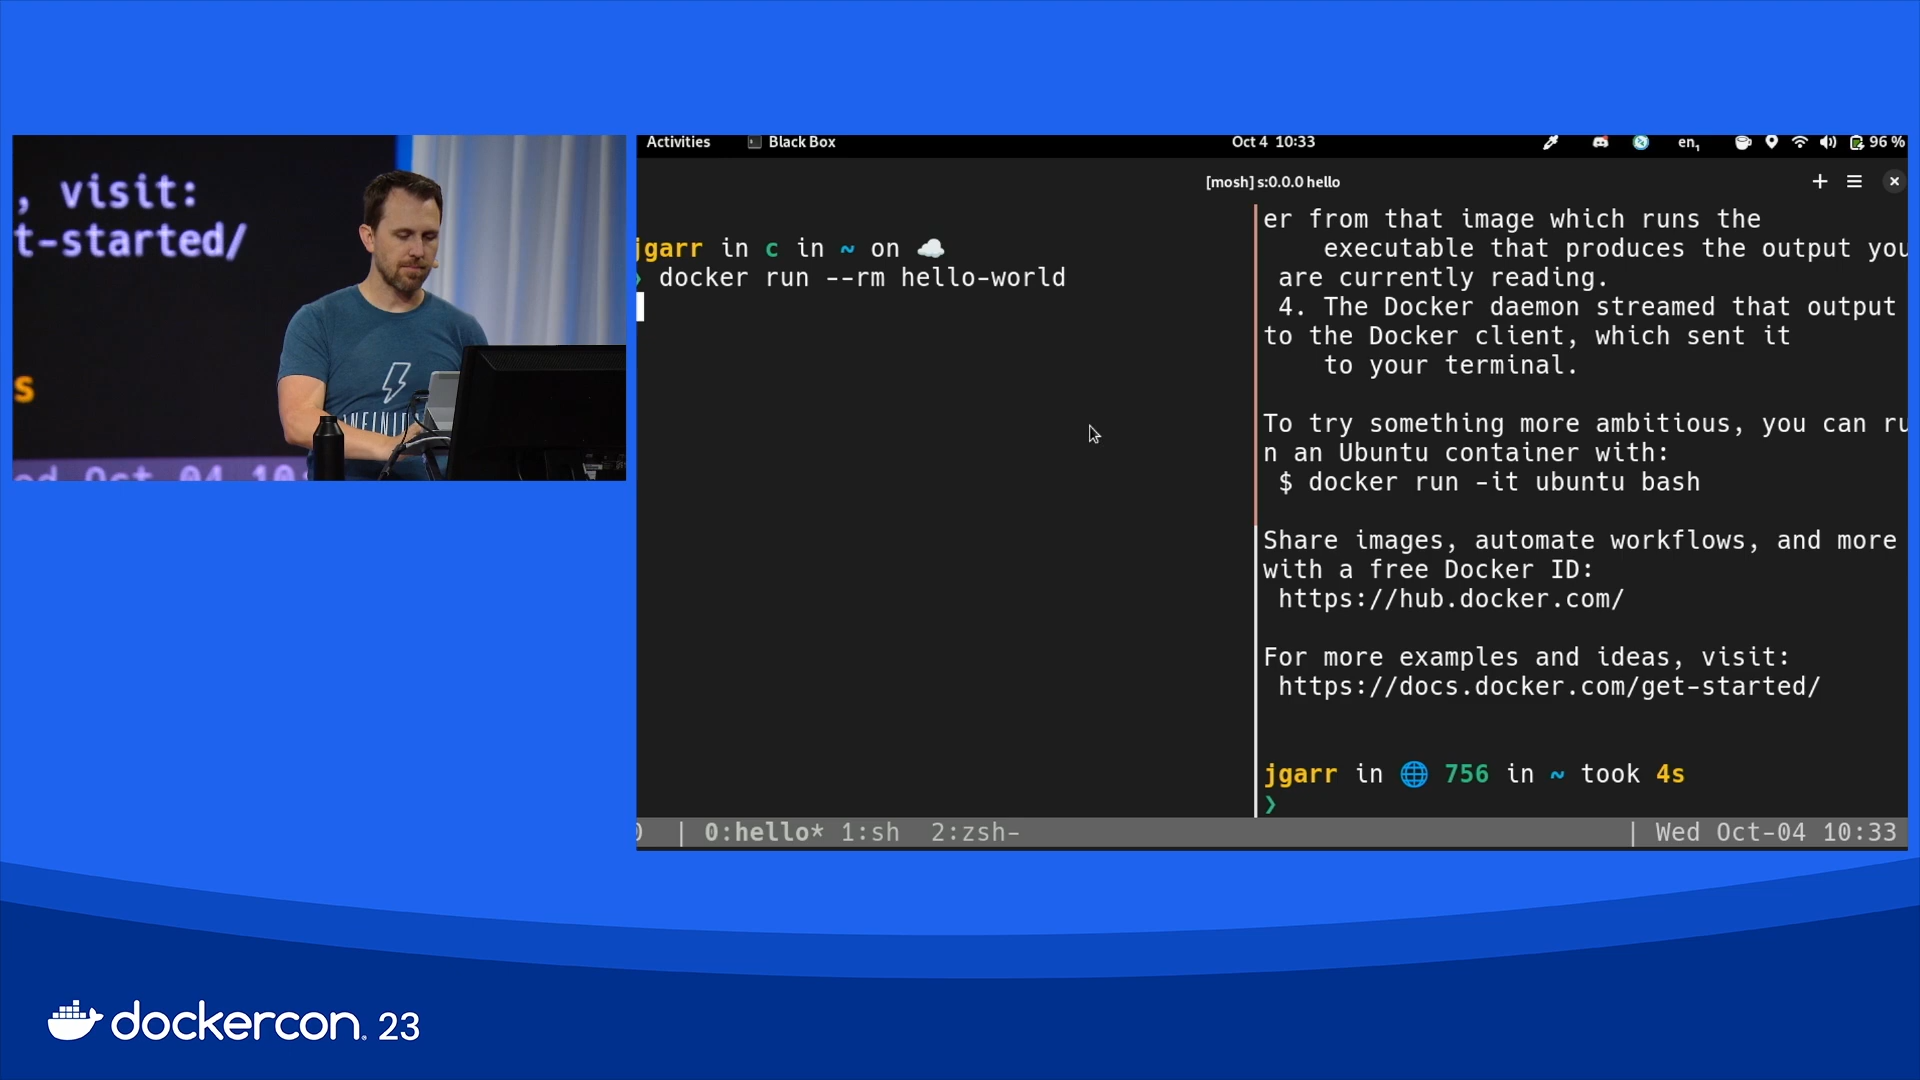 , visit:
t-started/
s
ed Oct-04 10:
Activities
Black Box
Oct 4 10:33
en₁
96 %
[mosh] s:0.0.0 hello
jgarr in c in ~ on
❯ docker run --rm hello-world
er from that image which runs the
executable that produces the output you
are currently reading.
4. The Docker daemon streamed that output
to the Docker client, which sent it
to your terminal.
To try something more ambitious, you can ru
n an Ubuntu container with:
$ docker run -it ubuntu bash
Share images, automate workflows, and more
with a free Docker ID:
https://hub.docker.com/
For more examples and ideas, visit:
https://docs.docker.com/get-started/
jgarr in 756 in ~ took 4s
❯
| 0:hello* 1:sh 2:zsh-
| Wed Oct-04 10:33
dockercon. 23